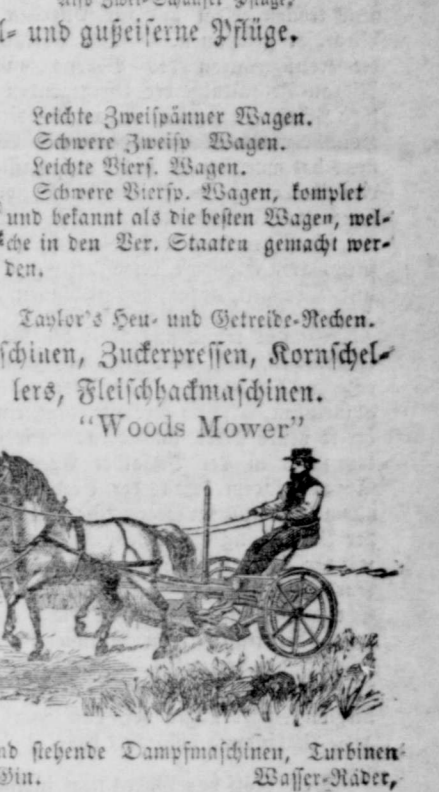 und gußeiserne Pflüge.
Leichte Zweispänner Wagen.
Schwere Zweisp Wagen.
Leichte Viers. Wagen.
Schwere Viersp. Wagen, komplet
und bekannt als die besten Wagen, wel-
che in den Ver. Staaten gemacht wer-
den.
Taylor's Heu- und Getreide-Rechen.
schinen, Zuckerpressen, Kornschel-
lers, Fleischhackmaschinen.
"Woods Mower"
nd stehende Dampfmaschinen, Turbinen
Gin. Wasser-Räder,